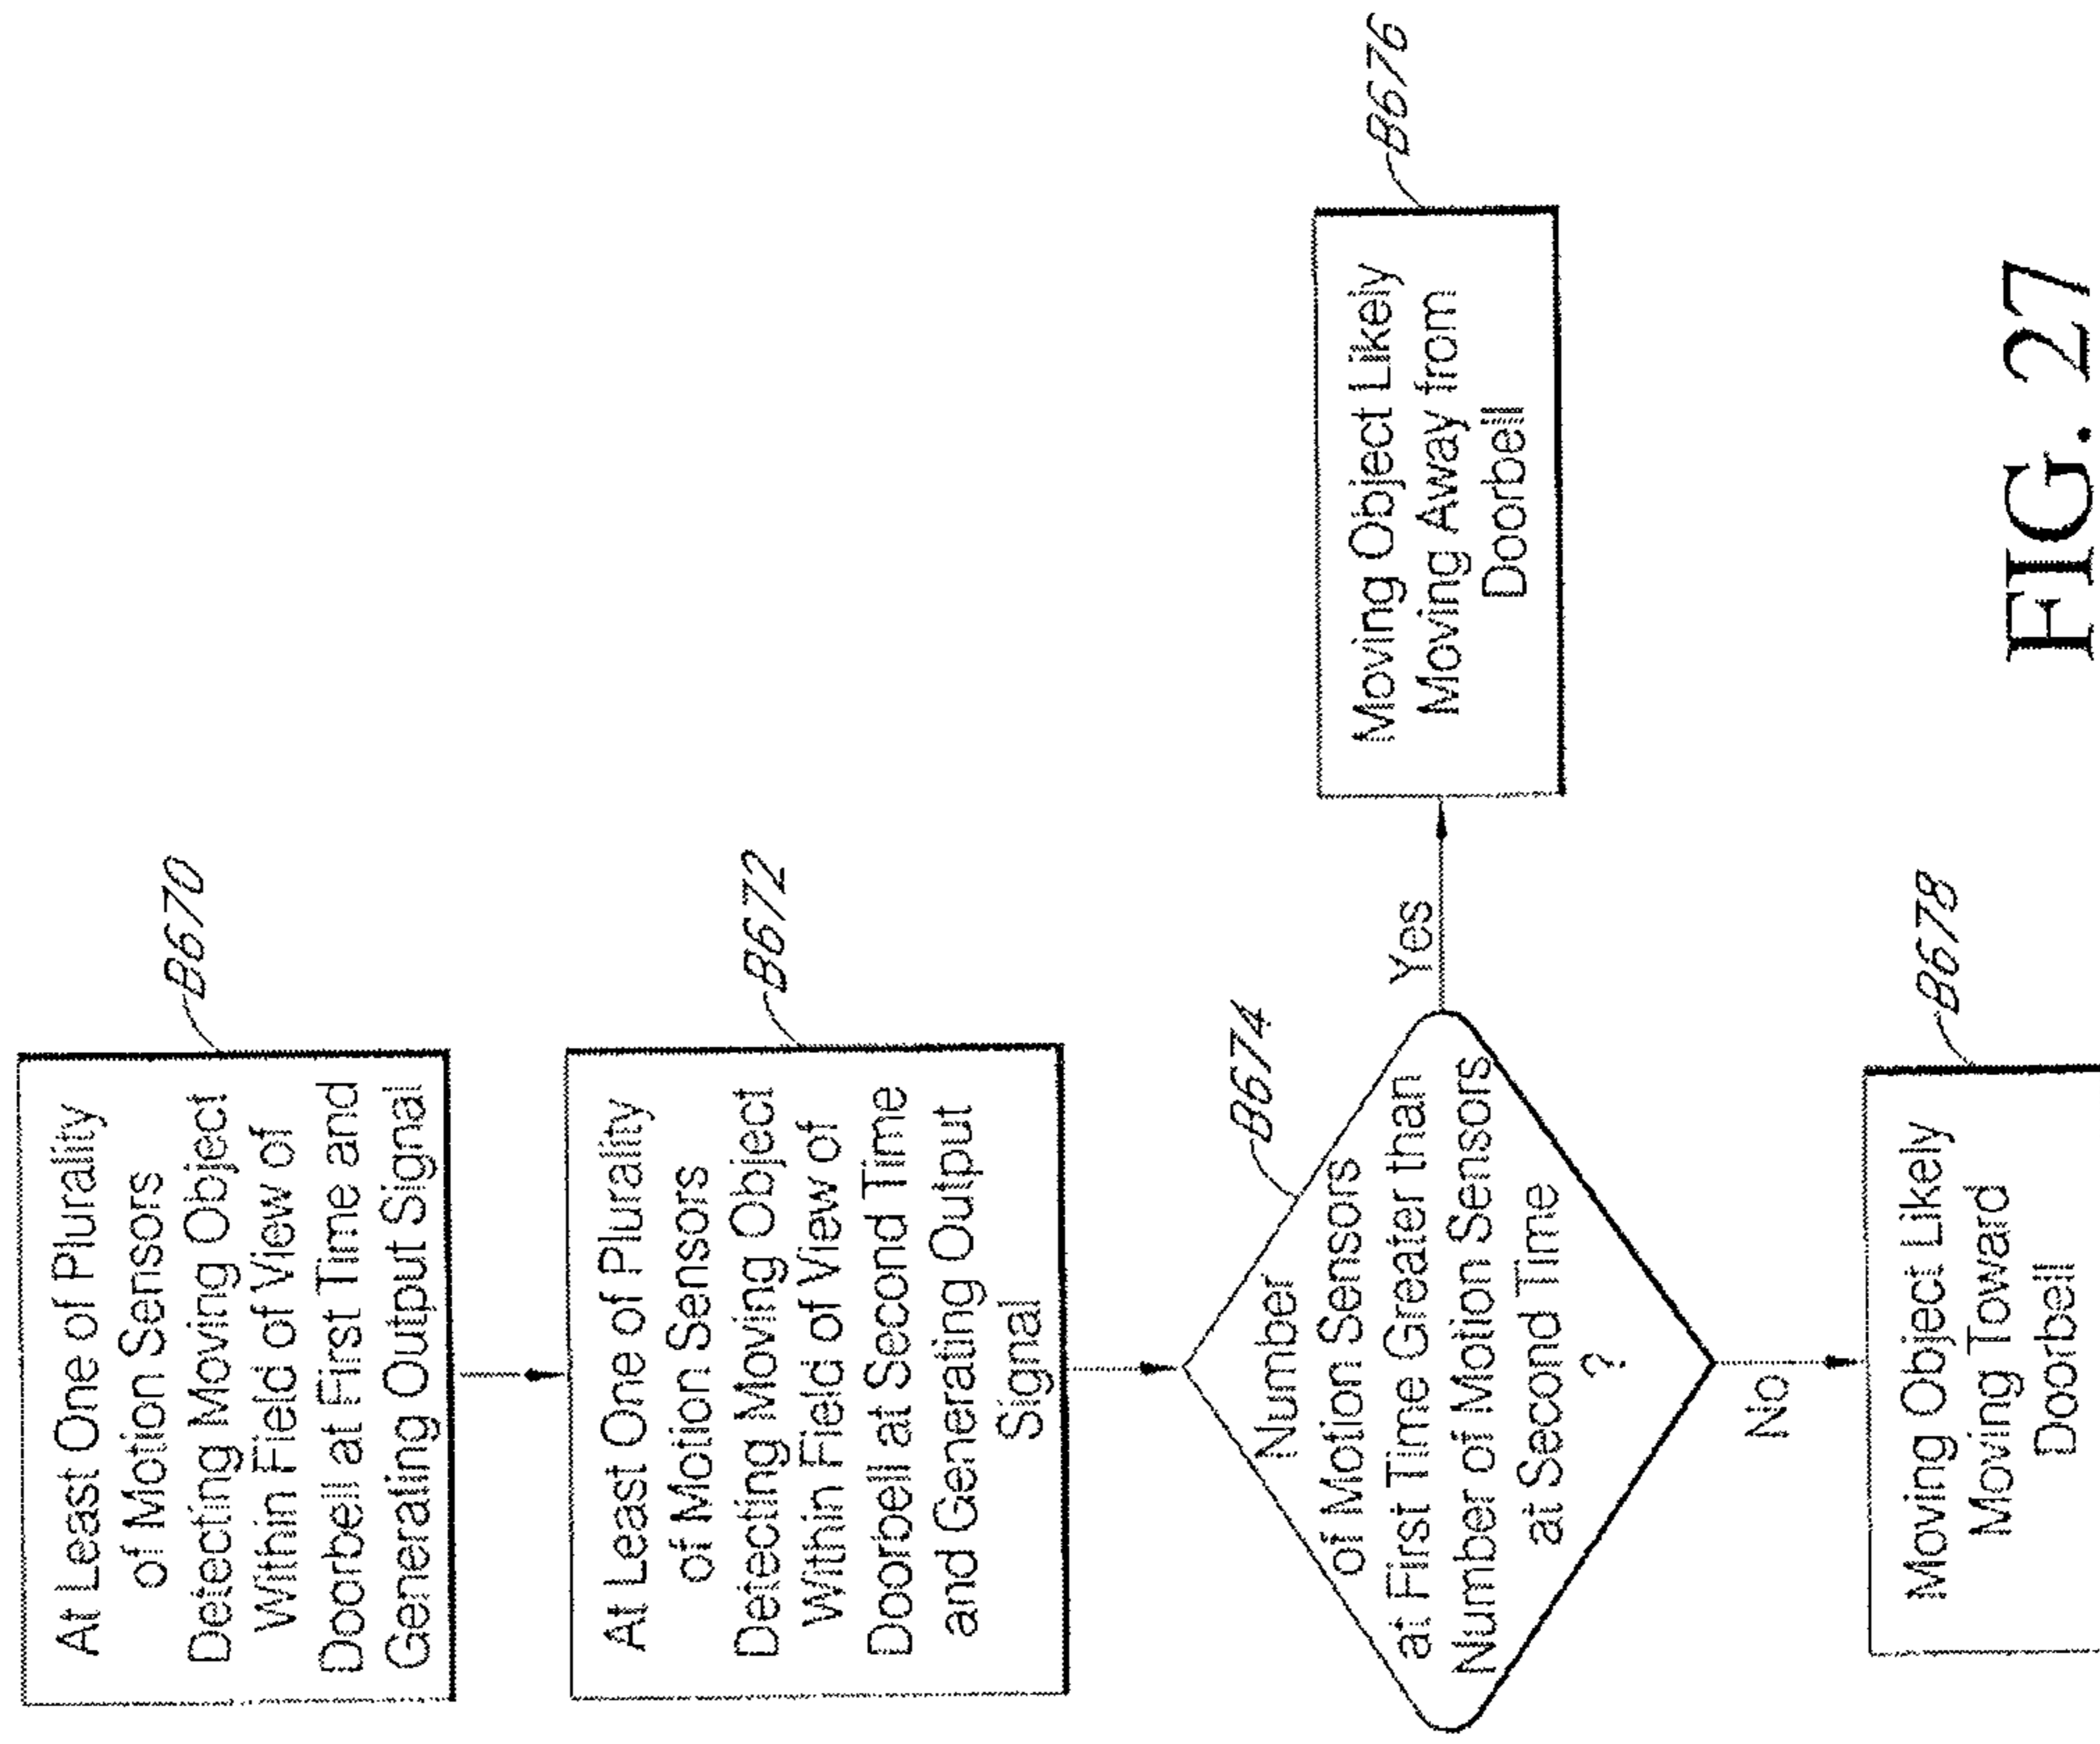 At Least One of Plurality
of Motion Sensors
Detecting Moving Object
Within Field of View of
Doorbell at First Time and
Generating Output Signal
B670
At Least One of Plurality
of Motion Sensors
Detecting Moving Object
Within Field of View of
Doorbell at Second Time
and Generating Output
Signal
B672
Number
of Motion Sensors
at First Time Greater than
Number of Motion Sensors
at Second Time
?
B674
Yes
Moving Object Likely
Moving Away from
Doorbell
B676
No
Moving Object Likely
Moving Toward
Doorbell
B678
FIG. 27